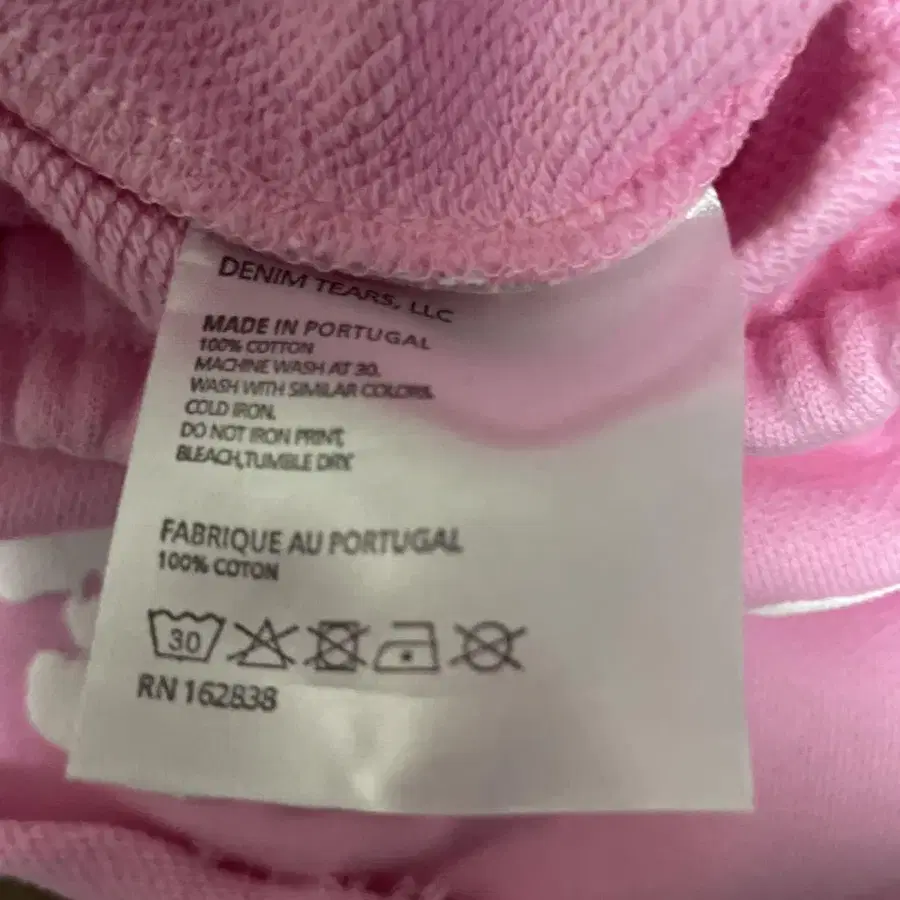 DENIM TEARS, LLC
MADE IN PORTUGAL
100% COTTON
MACHINE WASH AT 30.
WASH WITH SIMILAR COLORS.
COLD IRON.
DO NOT IRON PRINT,
BLEACH,TUMBLE DRY.
FABRIQUE AU PORTUGAL
100% COTON
30
RN 162838